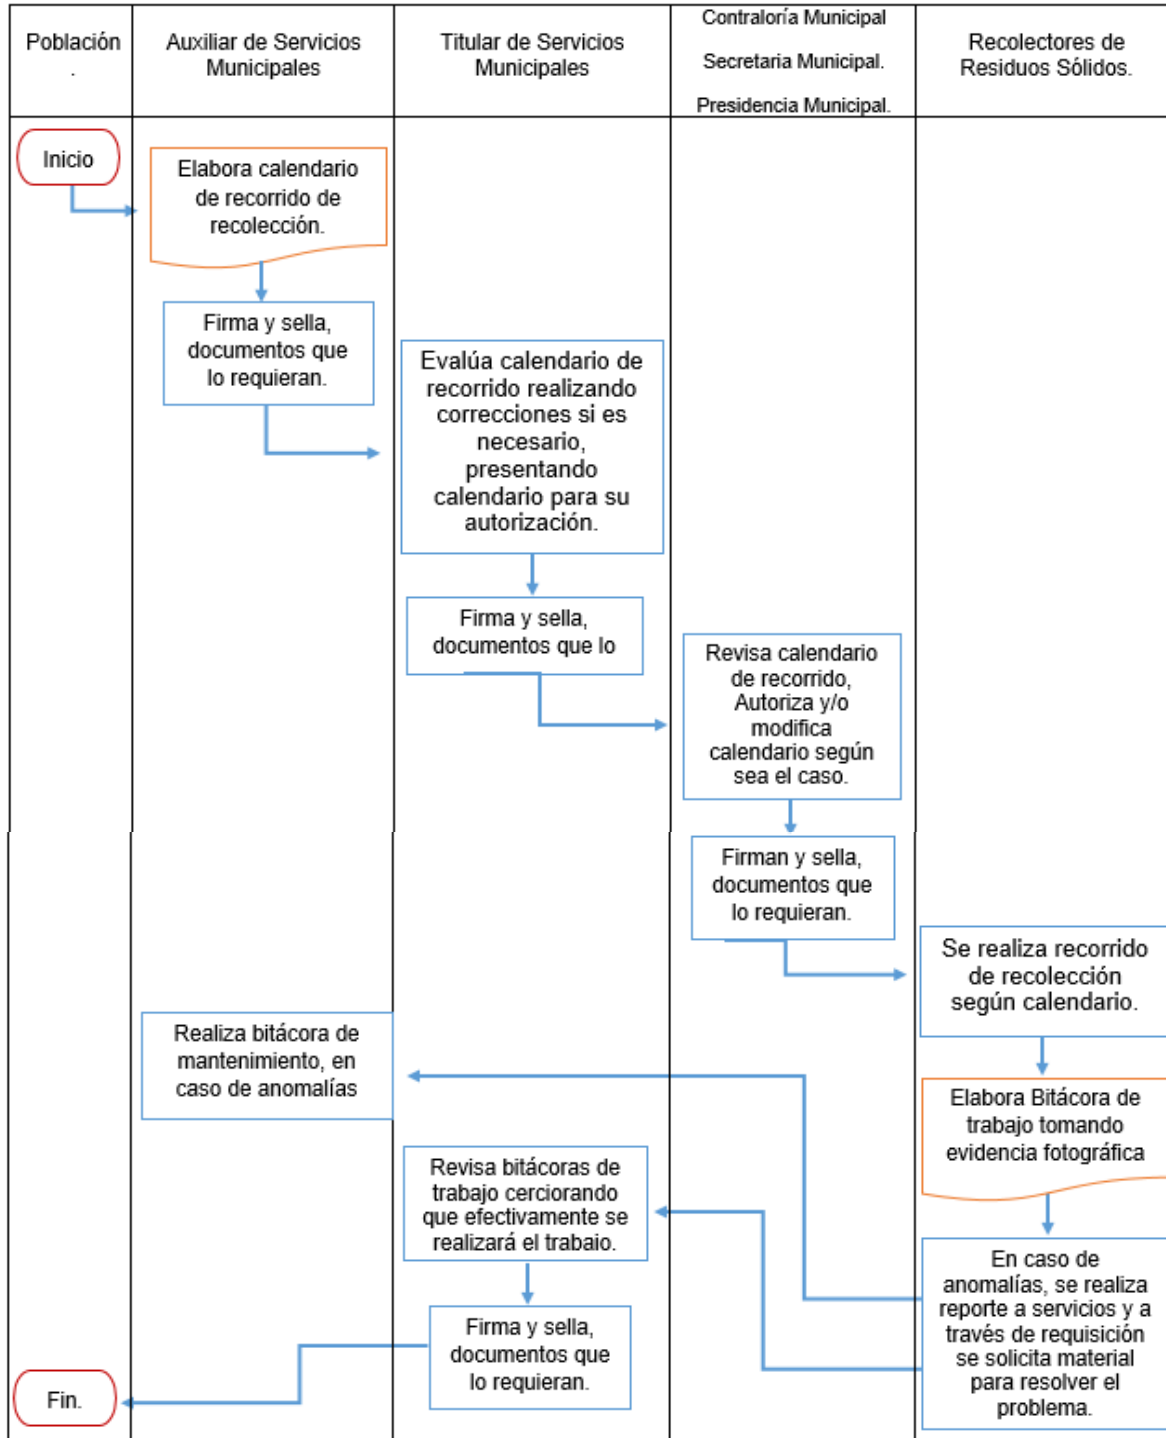 Población
.
Auxiliar de Servicios
Municipales
Titular de Servicios
Municipales
Contraloría Municipal
Secretaria Municipal.
Presidencia Municipal.
Recolectores de
Residuos Sólidos.
Inicio
Elabora calendario
de recorrido de
recolección.
Firma y sella,
documentos que
lo requieran.
Evalúa calendario de
recorrido realizando
correcciones si es
necesario,
presentando
calendario para su
autorización.
Firma y sella,
documentos que lo
Revisa calendario
de recorrido,
Autoriza y/o
modifica
calendario según
sea el caso.
Firman y sella,
documentos que
lo requieran.
Se realiza recorrido
de recolección
según calendario.
Realiza bitácora de
mantenimiento, en
caso de anomalías
Elabora Bitácora de
trabajo tomando
evidencia fotográfica
Revisa bitácoras de
trabajo cerciorando
que efectivamente se
realizará el trabajo.
En caso de
anomalías, se realiza
reporte a servicios y a
través de requisición
se solicita material
para resolver el
problema.
Firma y sella,
documentos que
lo requieran.
Fin.